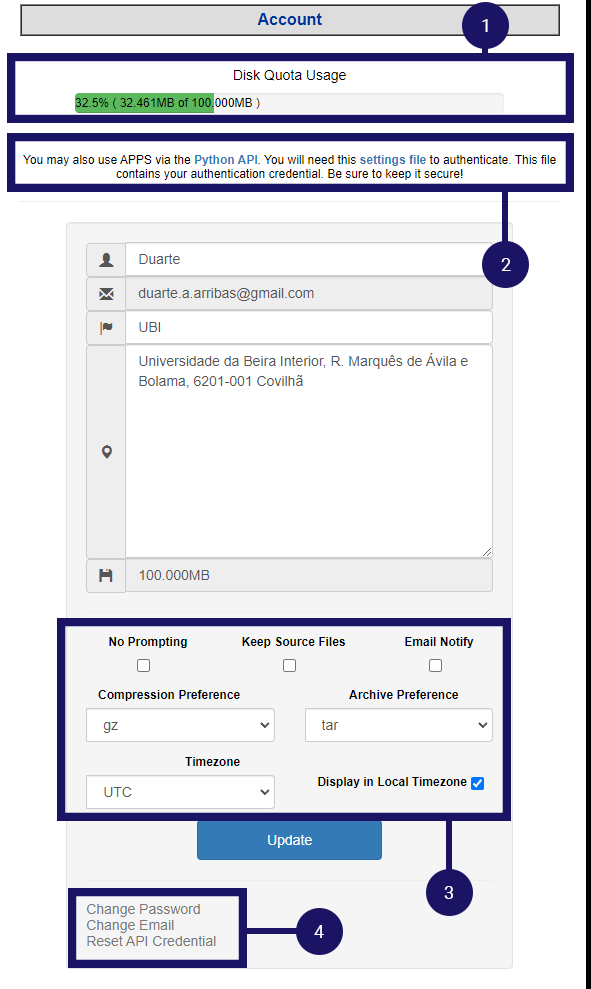 Account
1
Disk Quota Usage
32.5% ( 32.461MB of 100.000MB )
You may also use APPS via the Python API. You will need this settings file to authenticate. This file
contains your authentication credential. Be sure to keep it secure!
2
Duarte
duarte.a.arribas@gmail.com
UBI
Universidade da Beira Interior, R. Marquês de Ávila e
Bolama, 6201-001 Covilhã
100.000MB
No Prompting Keep Source Files Email Notify
Compression Preference Archive Preference
gz tar
Timezone
Display in Local Timezone
UTC
Update
3
Change Password
Change Email
Reset API Credential
4